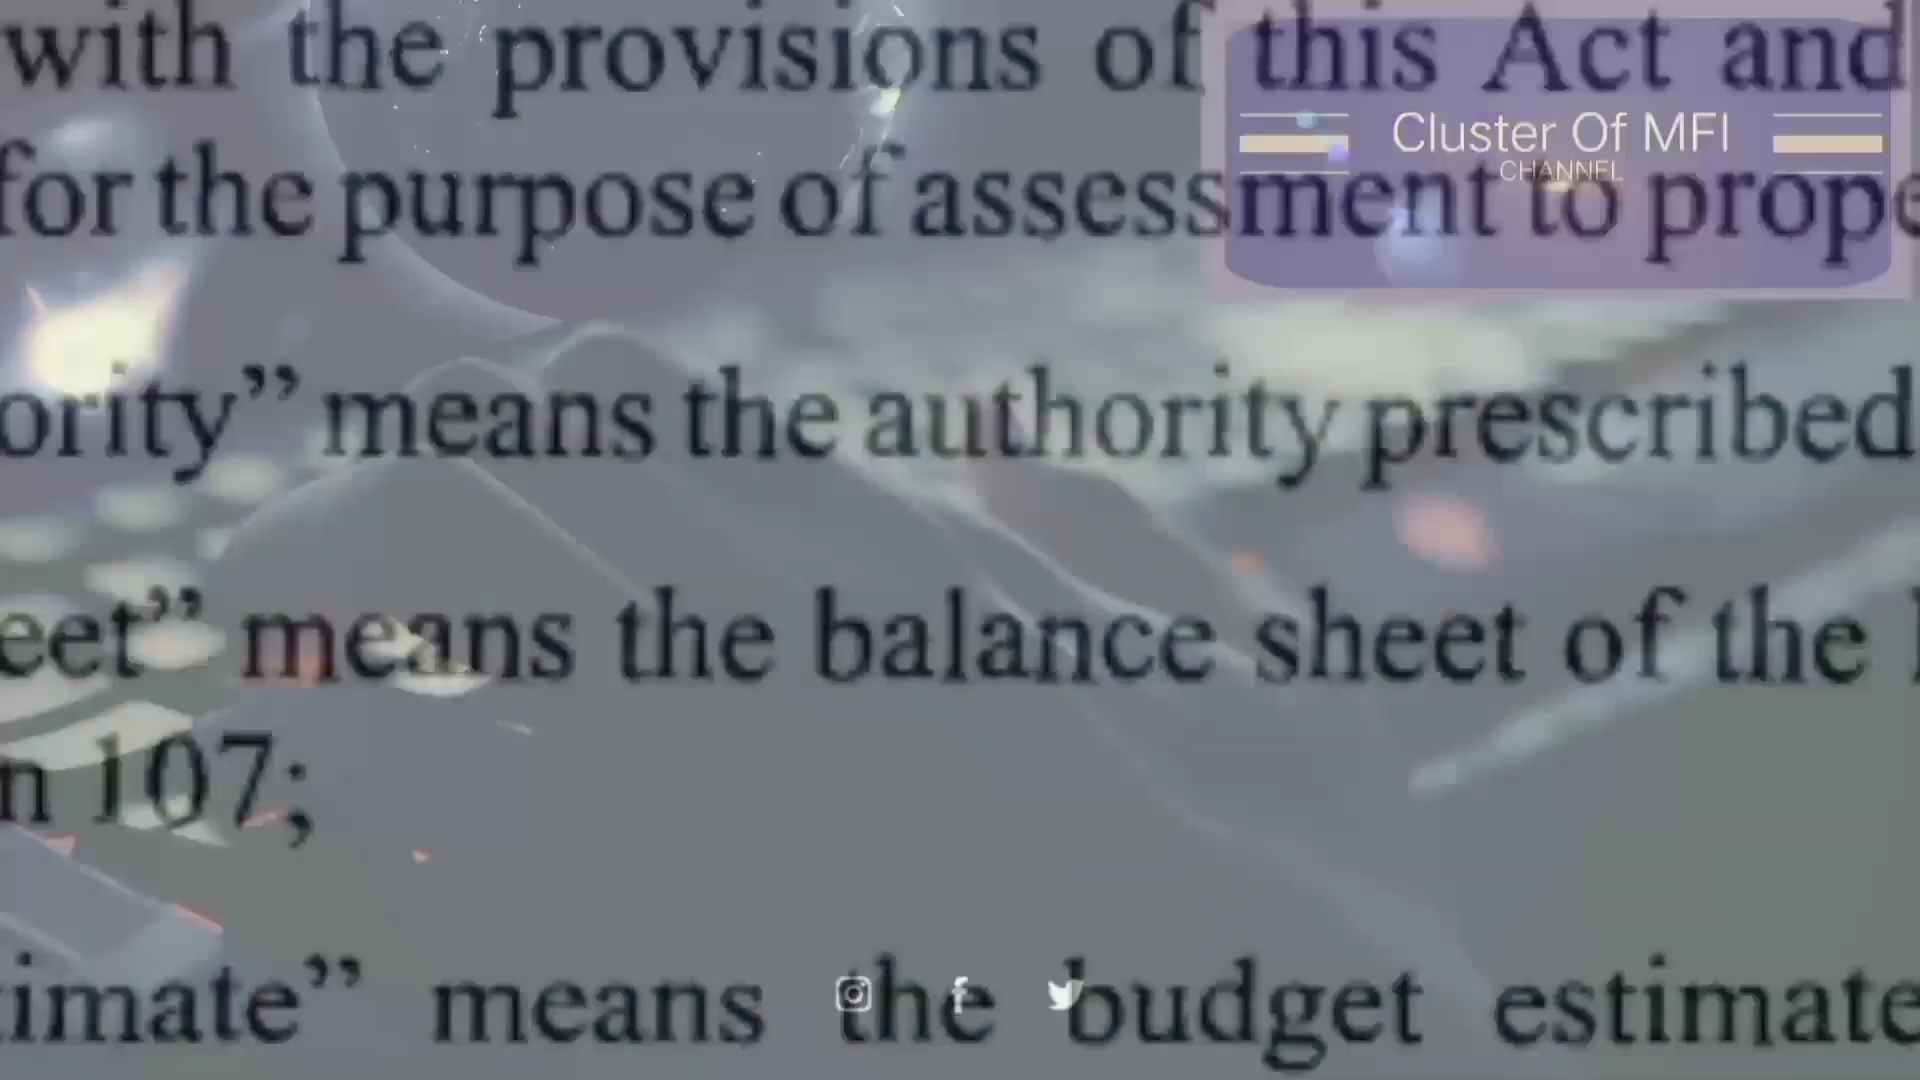 with the provisions of this Act and
Cluster Of MFI
CHANNEL
for the purpose of assessment to prope
ority” means the authority prescribed
eet” means the balance sheet of the
n 107;
timate” means the budget estimate